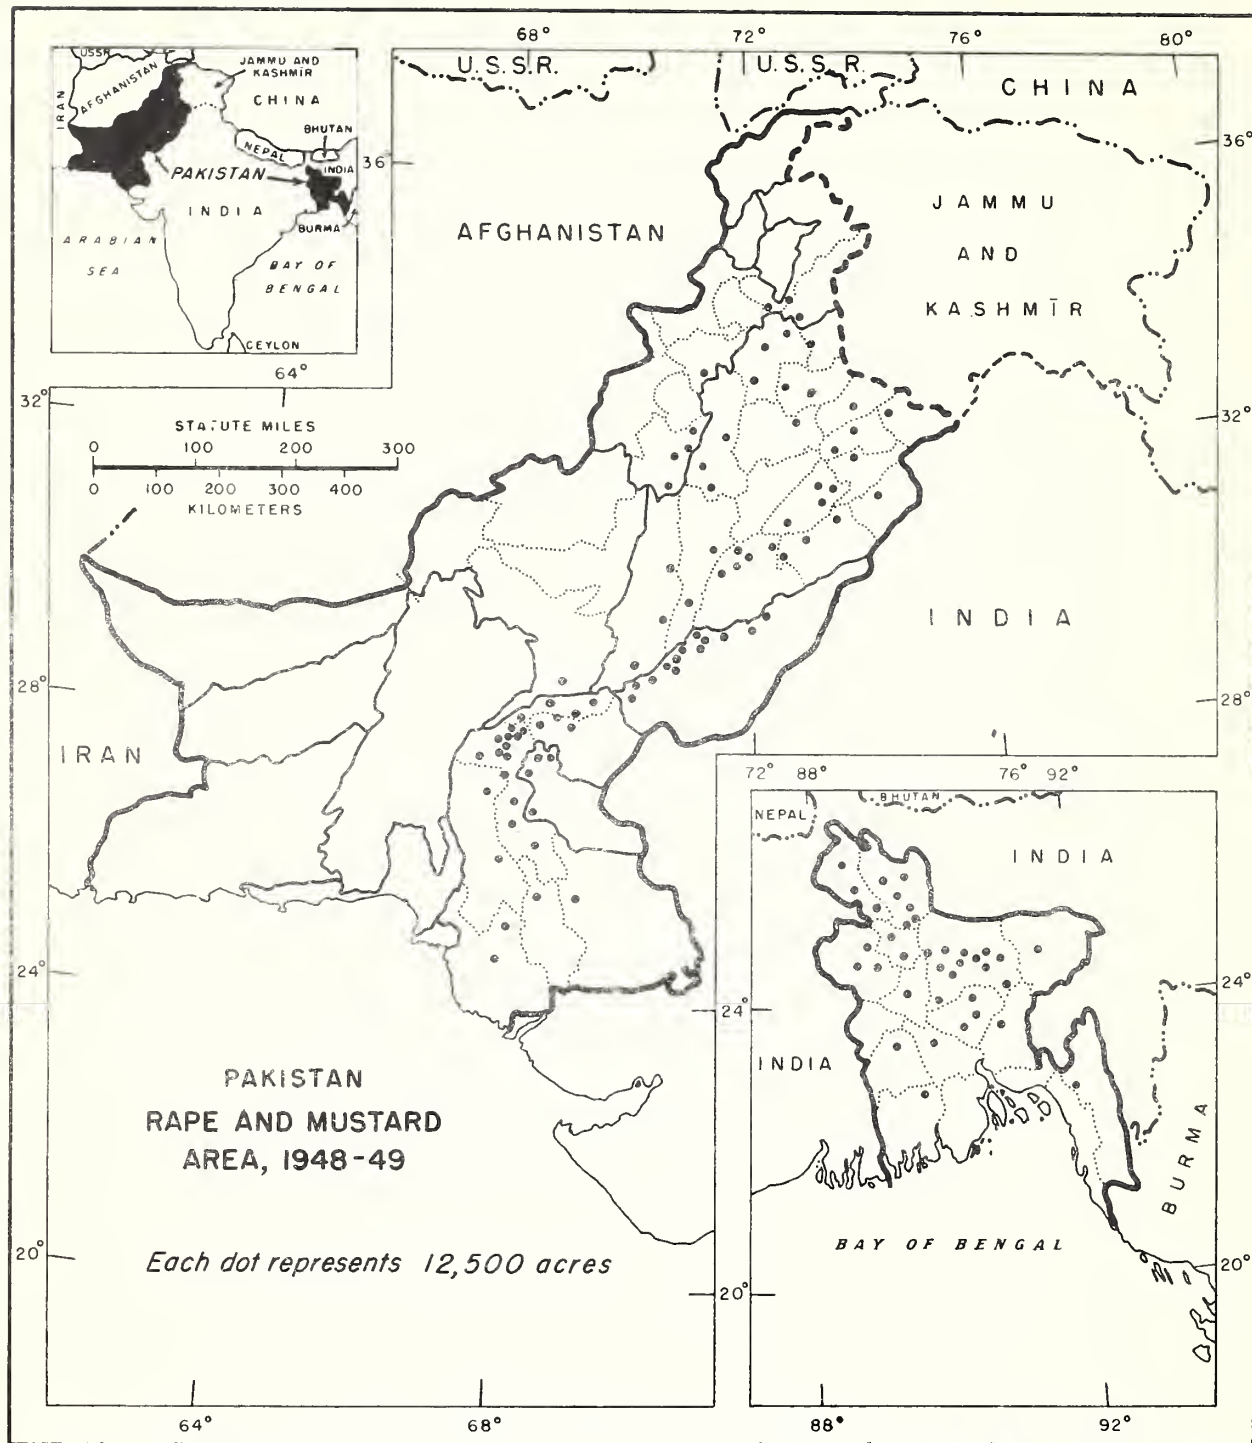 68°
72°
76°
80°
USSR
JAMMU AND
KASHMIR
AFGHANISTAN
IRAN
CHINA
BHUTAN
NEPAL
INDIA
PAKISTAN
INDIA
BURMA
ARABIAN
SEA
BAY OF
BENGAL
CEYLON
64°
U.S.S.R.
U.S.S.R.
CHINA
36°
36°
JAMMU
AND
KASHMĪR
AFGHANISTAN
32°
32°
STATUTE MILES
0 100 200 300
0 100 200 300 400
KILOMETERS
INDIA
28°
28°
IRAN
72° 88°
76° 92°
NEPAL
BHUTAN
INDIA
24°
24°
24°
INDIA
BURMA
PAKISTAN
RAPE AND MUSTARD
AREA, 1948-49
BAY OF BENGAL
Each dot represents 12,500 acres
20°
20°
20°
64°
68°
88°
92°